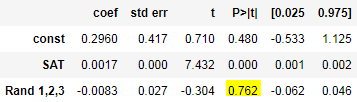 coef std err t P>|t| [0.025 0.975]
const 0.2960 0.417 0.710 0.480 -0.533 1.125
SAT 0.0017 0.000 7.432 0.000 0.001 0.002
Rand 1,2,3 -0.0083 0.027 -0.304 0.762 -0.062 0.046